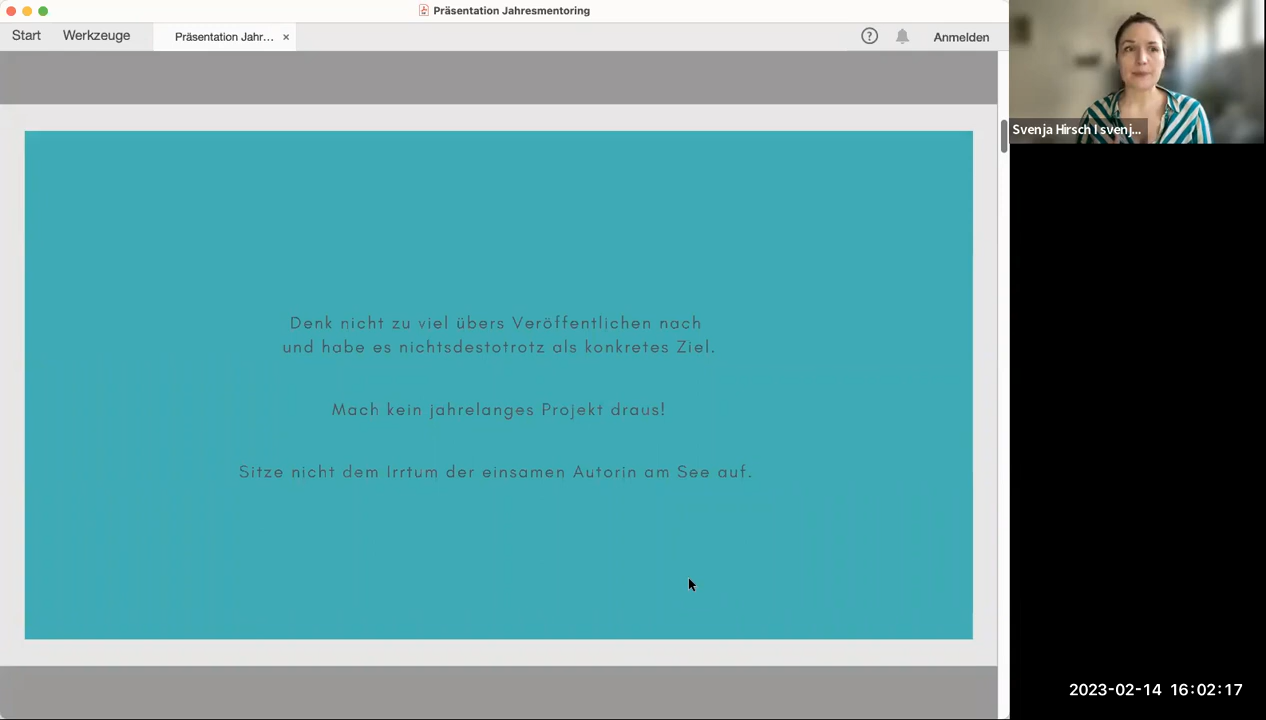 Präsentation Jahresmentoring
Start
Werkzeuge
Präsentation Jahr...
Anmelden
Svenja Hirsch I svenj...
Denk nicht zu viel übers Veröffentlichen nach
und habe es nichtsdestotrotz als konkretes Ziel.
Mach kein jahrelanges Projekt draus!
Sitze nicht dem Irrtum der einsamen Autorin am See auf.
2023-02-14 16:02:17